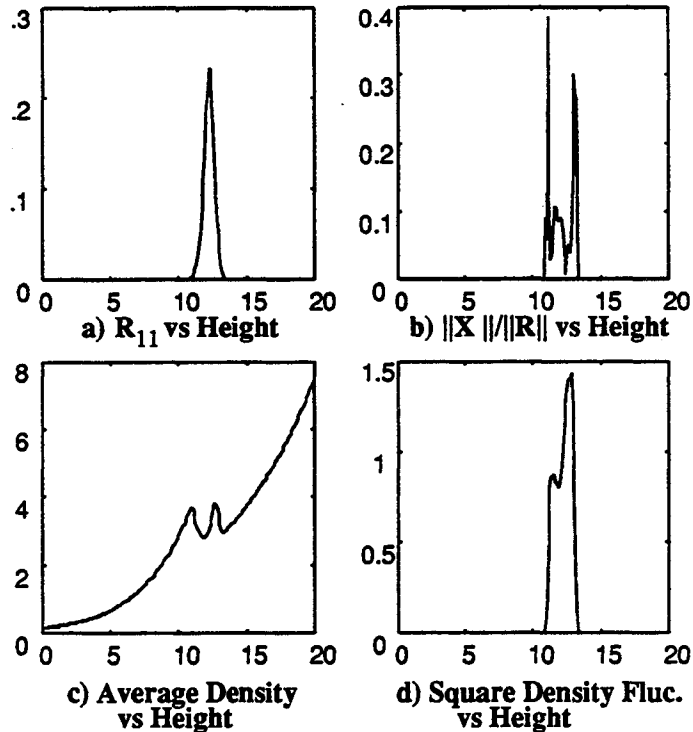 .3
.2
.1
0
0 5 10 15 20
a) R11 vs Height
0.4
0.3
0.2
0.1
0
0 5 10 15 20
b) ||X ||/||R|| vs Height
8
6
4
2
0
0 5 10 15 20
c) Average Density
vs Height
1.5
1
0.5
0
0 5 10 15 20
d) Square Density Fluc.
vs Height